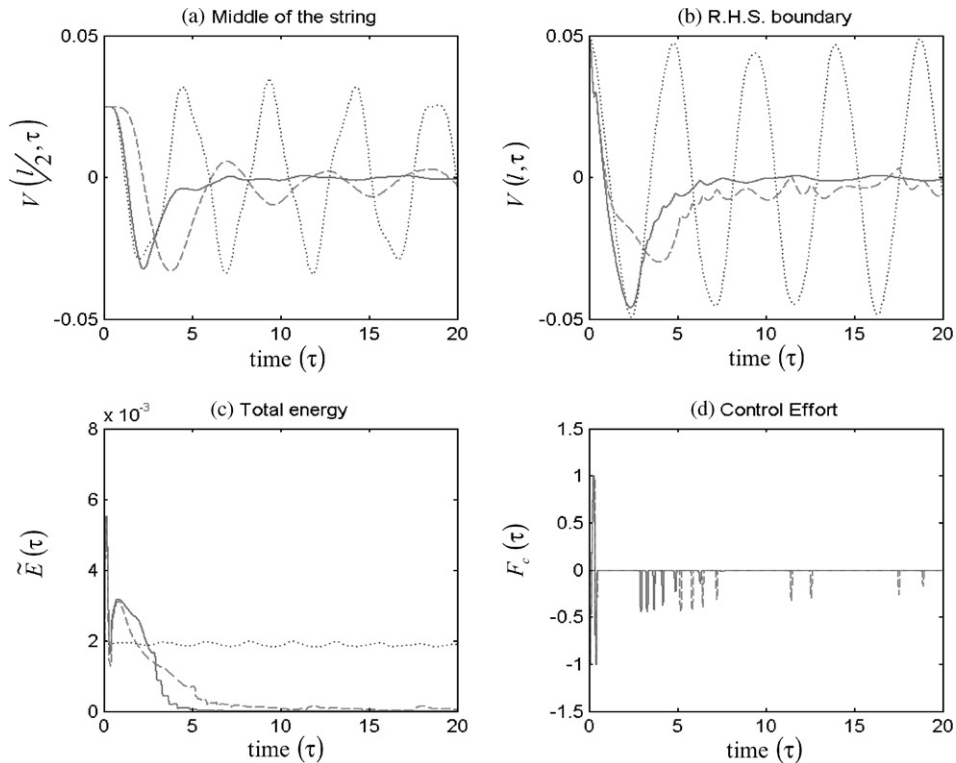 (a) Middle of the string
0.05
0
-0.05
0 5 10 15 20
V(l/2,τ)
time (τ)
(b) R.H.S. boundary
0.05
0
-0.05
0 5 10 15 20
V(l,τ)
time (τ)
(c) Total energy
x 10⁻³
8
6
4
2
0
0 5 10 15 20
Ẽ(τ)
time (τ)
(d) Control Effort
1.5
1
0.5
0
-0.5
-1
-1.5
0 5 10 15 20
F_c(τ)
time (τ)